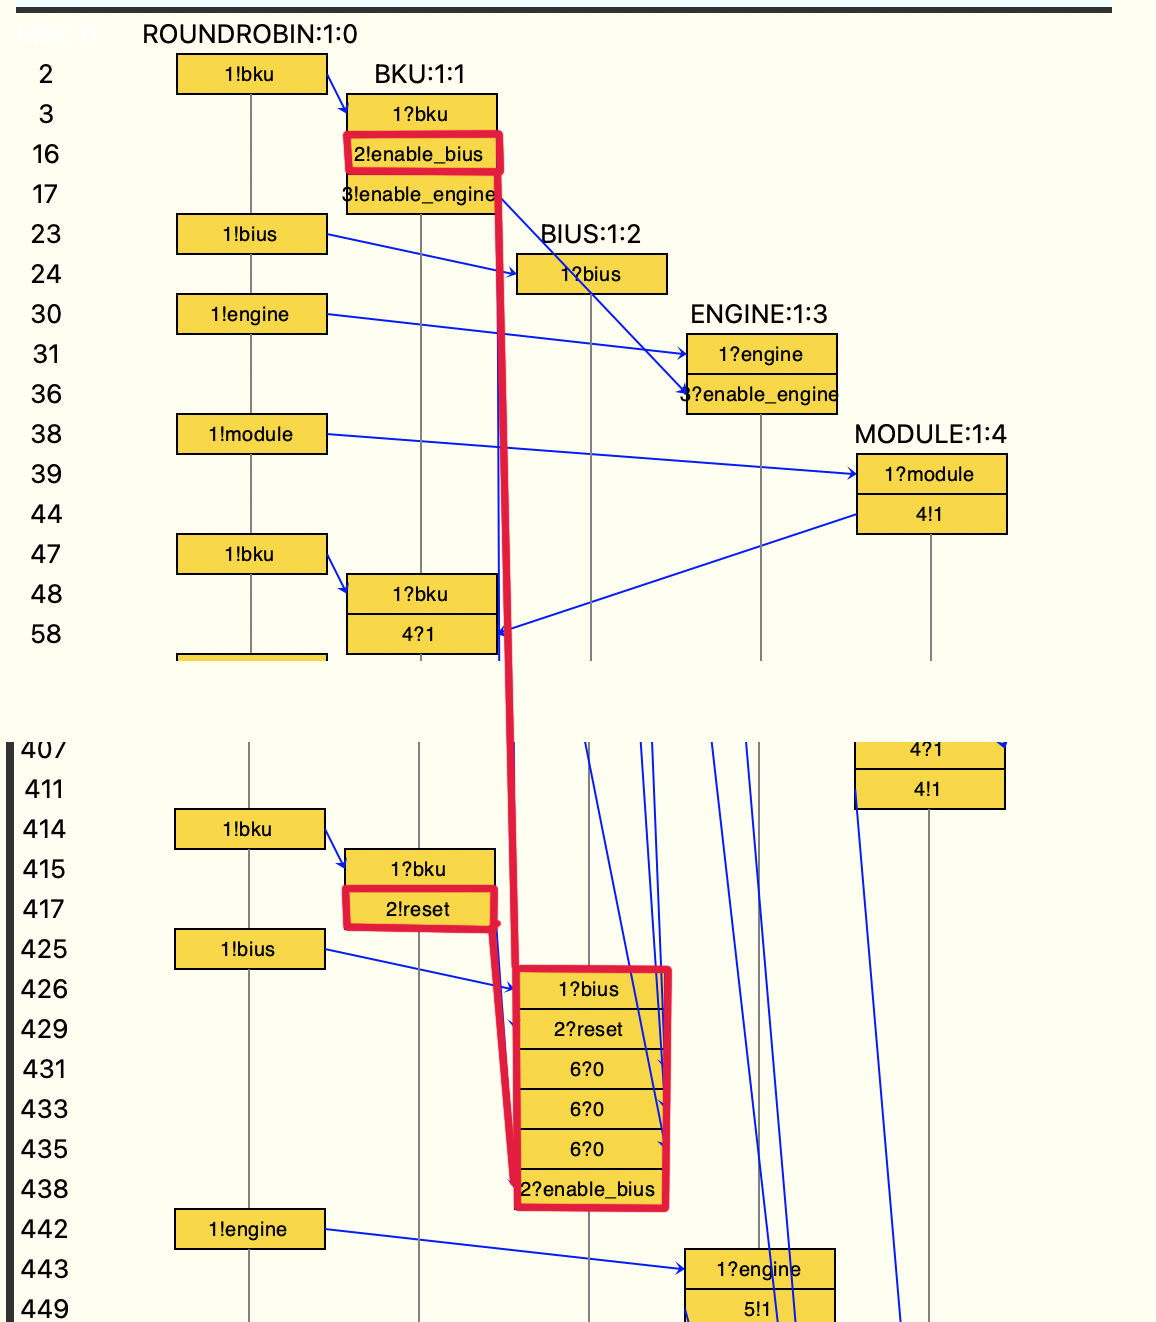 ROUNDROBIN:1:0
2 1!bku BKU:1:1
3 1?bku
16 2!enable_bius
17 3!enable_engine
23 1!bius BIUS:1:2
24 1?bius
30 1!engine ENGINE:1:3
31 1?engine
36 3?enable_engine
38 1!module MODULE:1:4
39 1?module
44 4!1
47 1!bku
48 1?bku
58 4?1
407 4?1
411 4!1
414 1!bku
415 1?bku
417 2!reset
425 1!bius
426 1?bius
429 2?reset
431 6?0
433 6?0
435 6?0
438 2?enable_bius
442 1!engine
443 1?engine
449 5!1